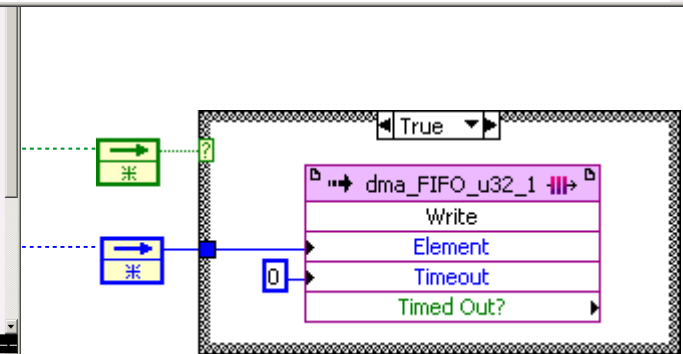 True
?
dma_FIFO_u32_1
Write
Element
0
Timeout
Timed Out?